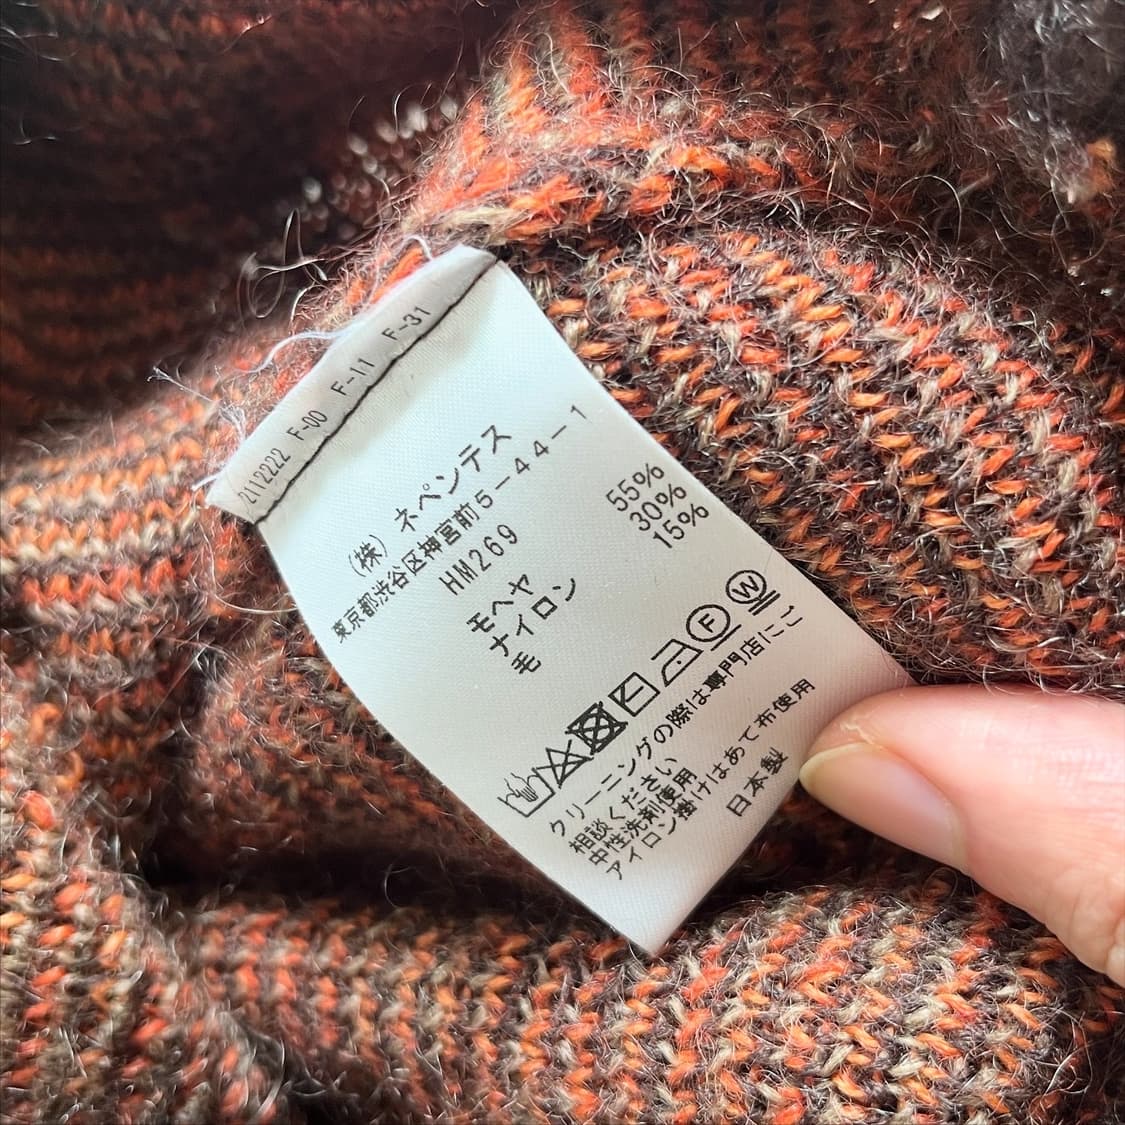 2112222 F-00 F-11 F-31
(株) ネペンテス
東京都渋谷区神宮前5-44-1
HM269
モヘヤ 55%
ナイロン 30%
毛 15%
F W
クリーニングの際は専門店にご
相談ください
中性洗剤使用
アイロン掛けはあて布使用
日本製